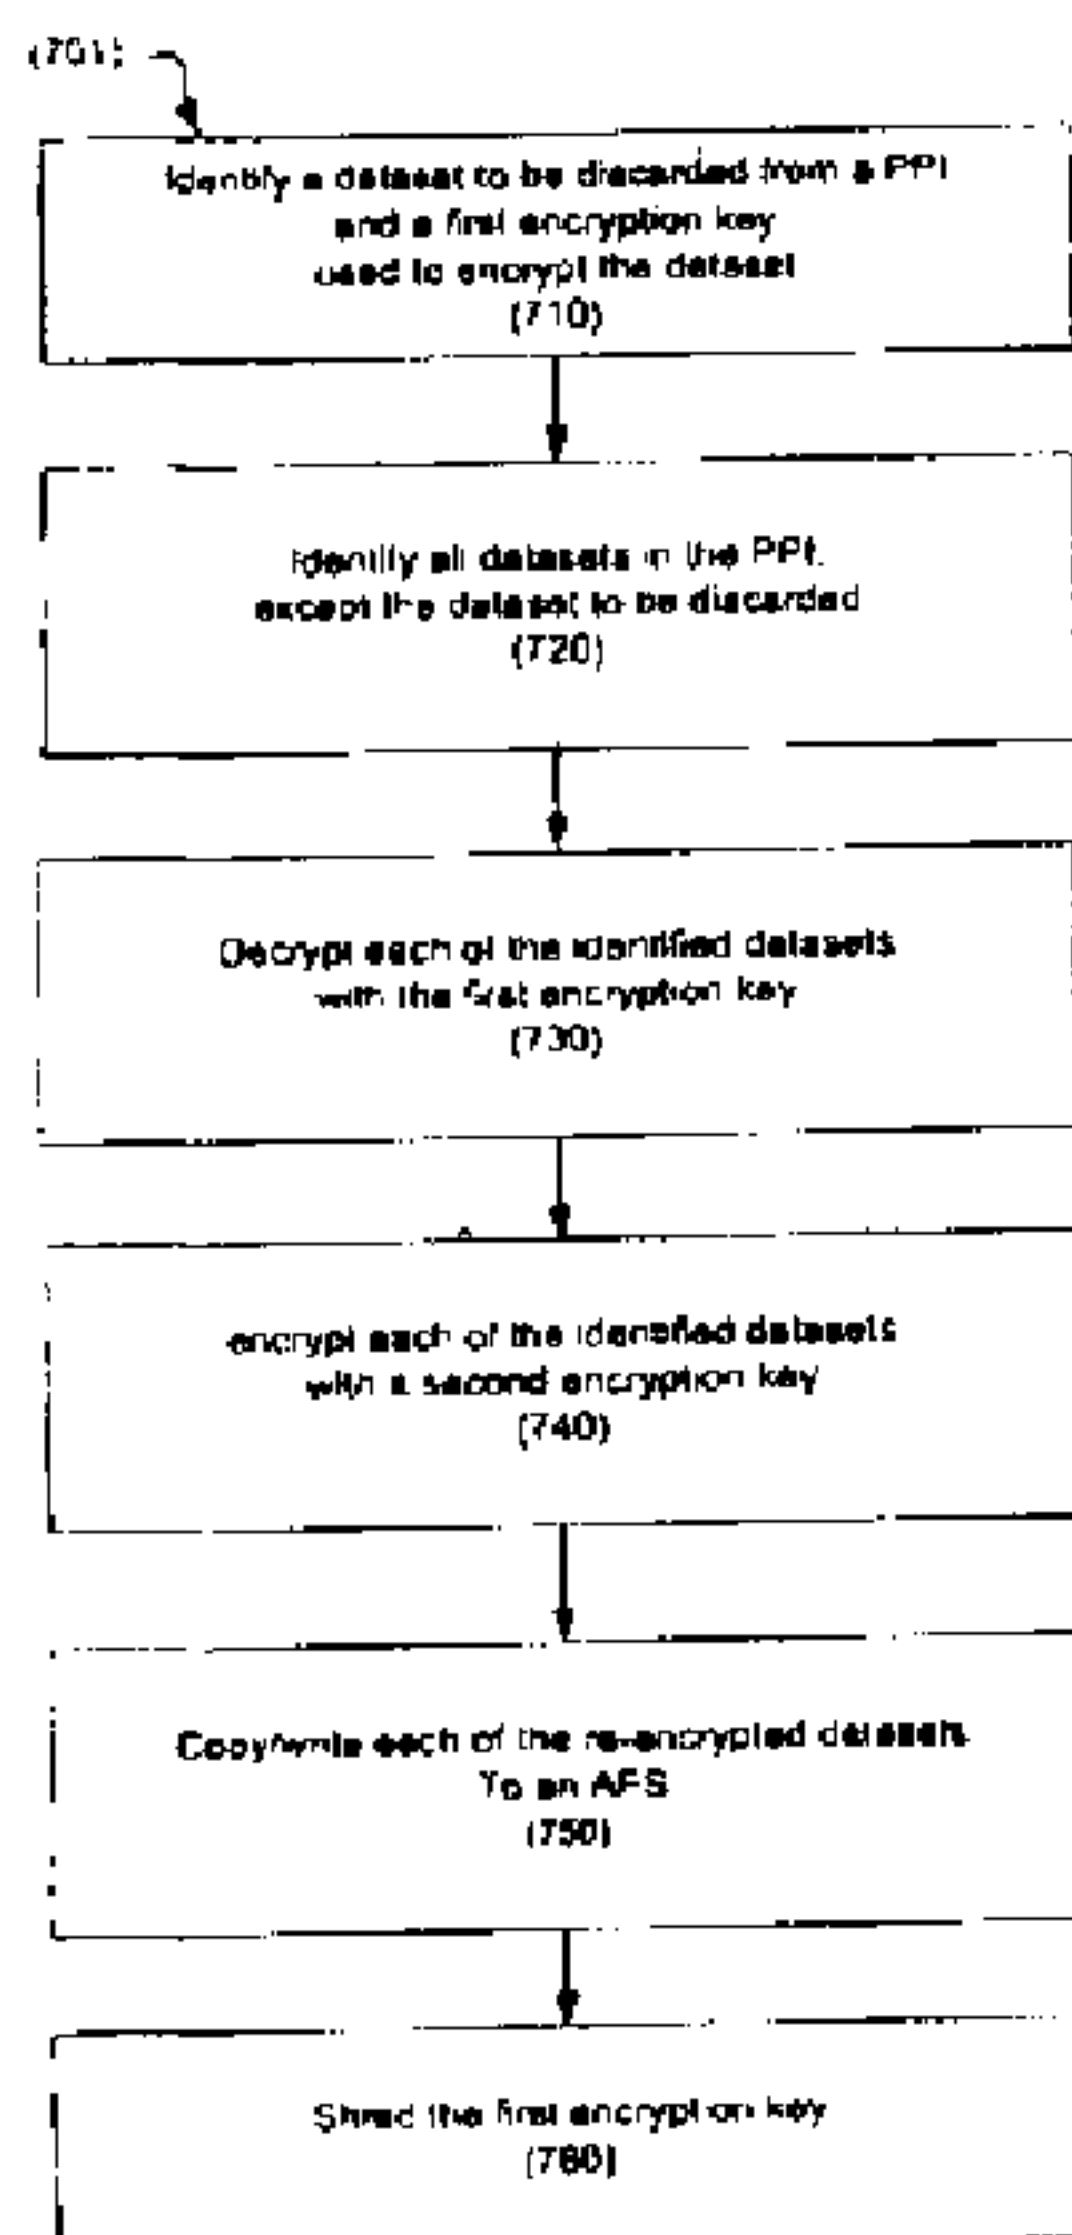 (701)
Identify a dataset to be discarded from a PPI
and a first encryption key
used to encrypt the dataset
(710)
Identify all datasets in the PPI,
except the dataset to be discarded
(720)
Decrypt each of the identified datasets
with the first encryption key
(730)
encrypt each of the identified datasets
with a second encryption key
(740)
Copy/write each of the re-encrypted datasets
To an AFS
(750)
Shred the first encryption key
(760)